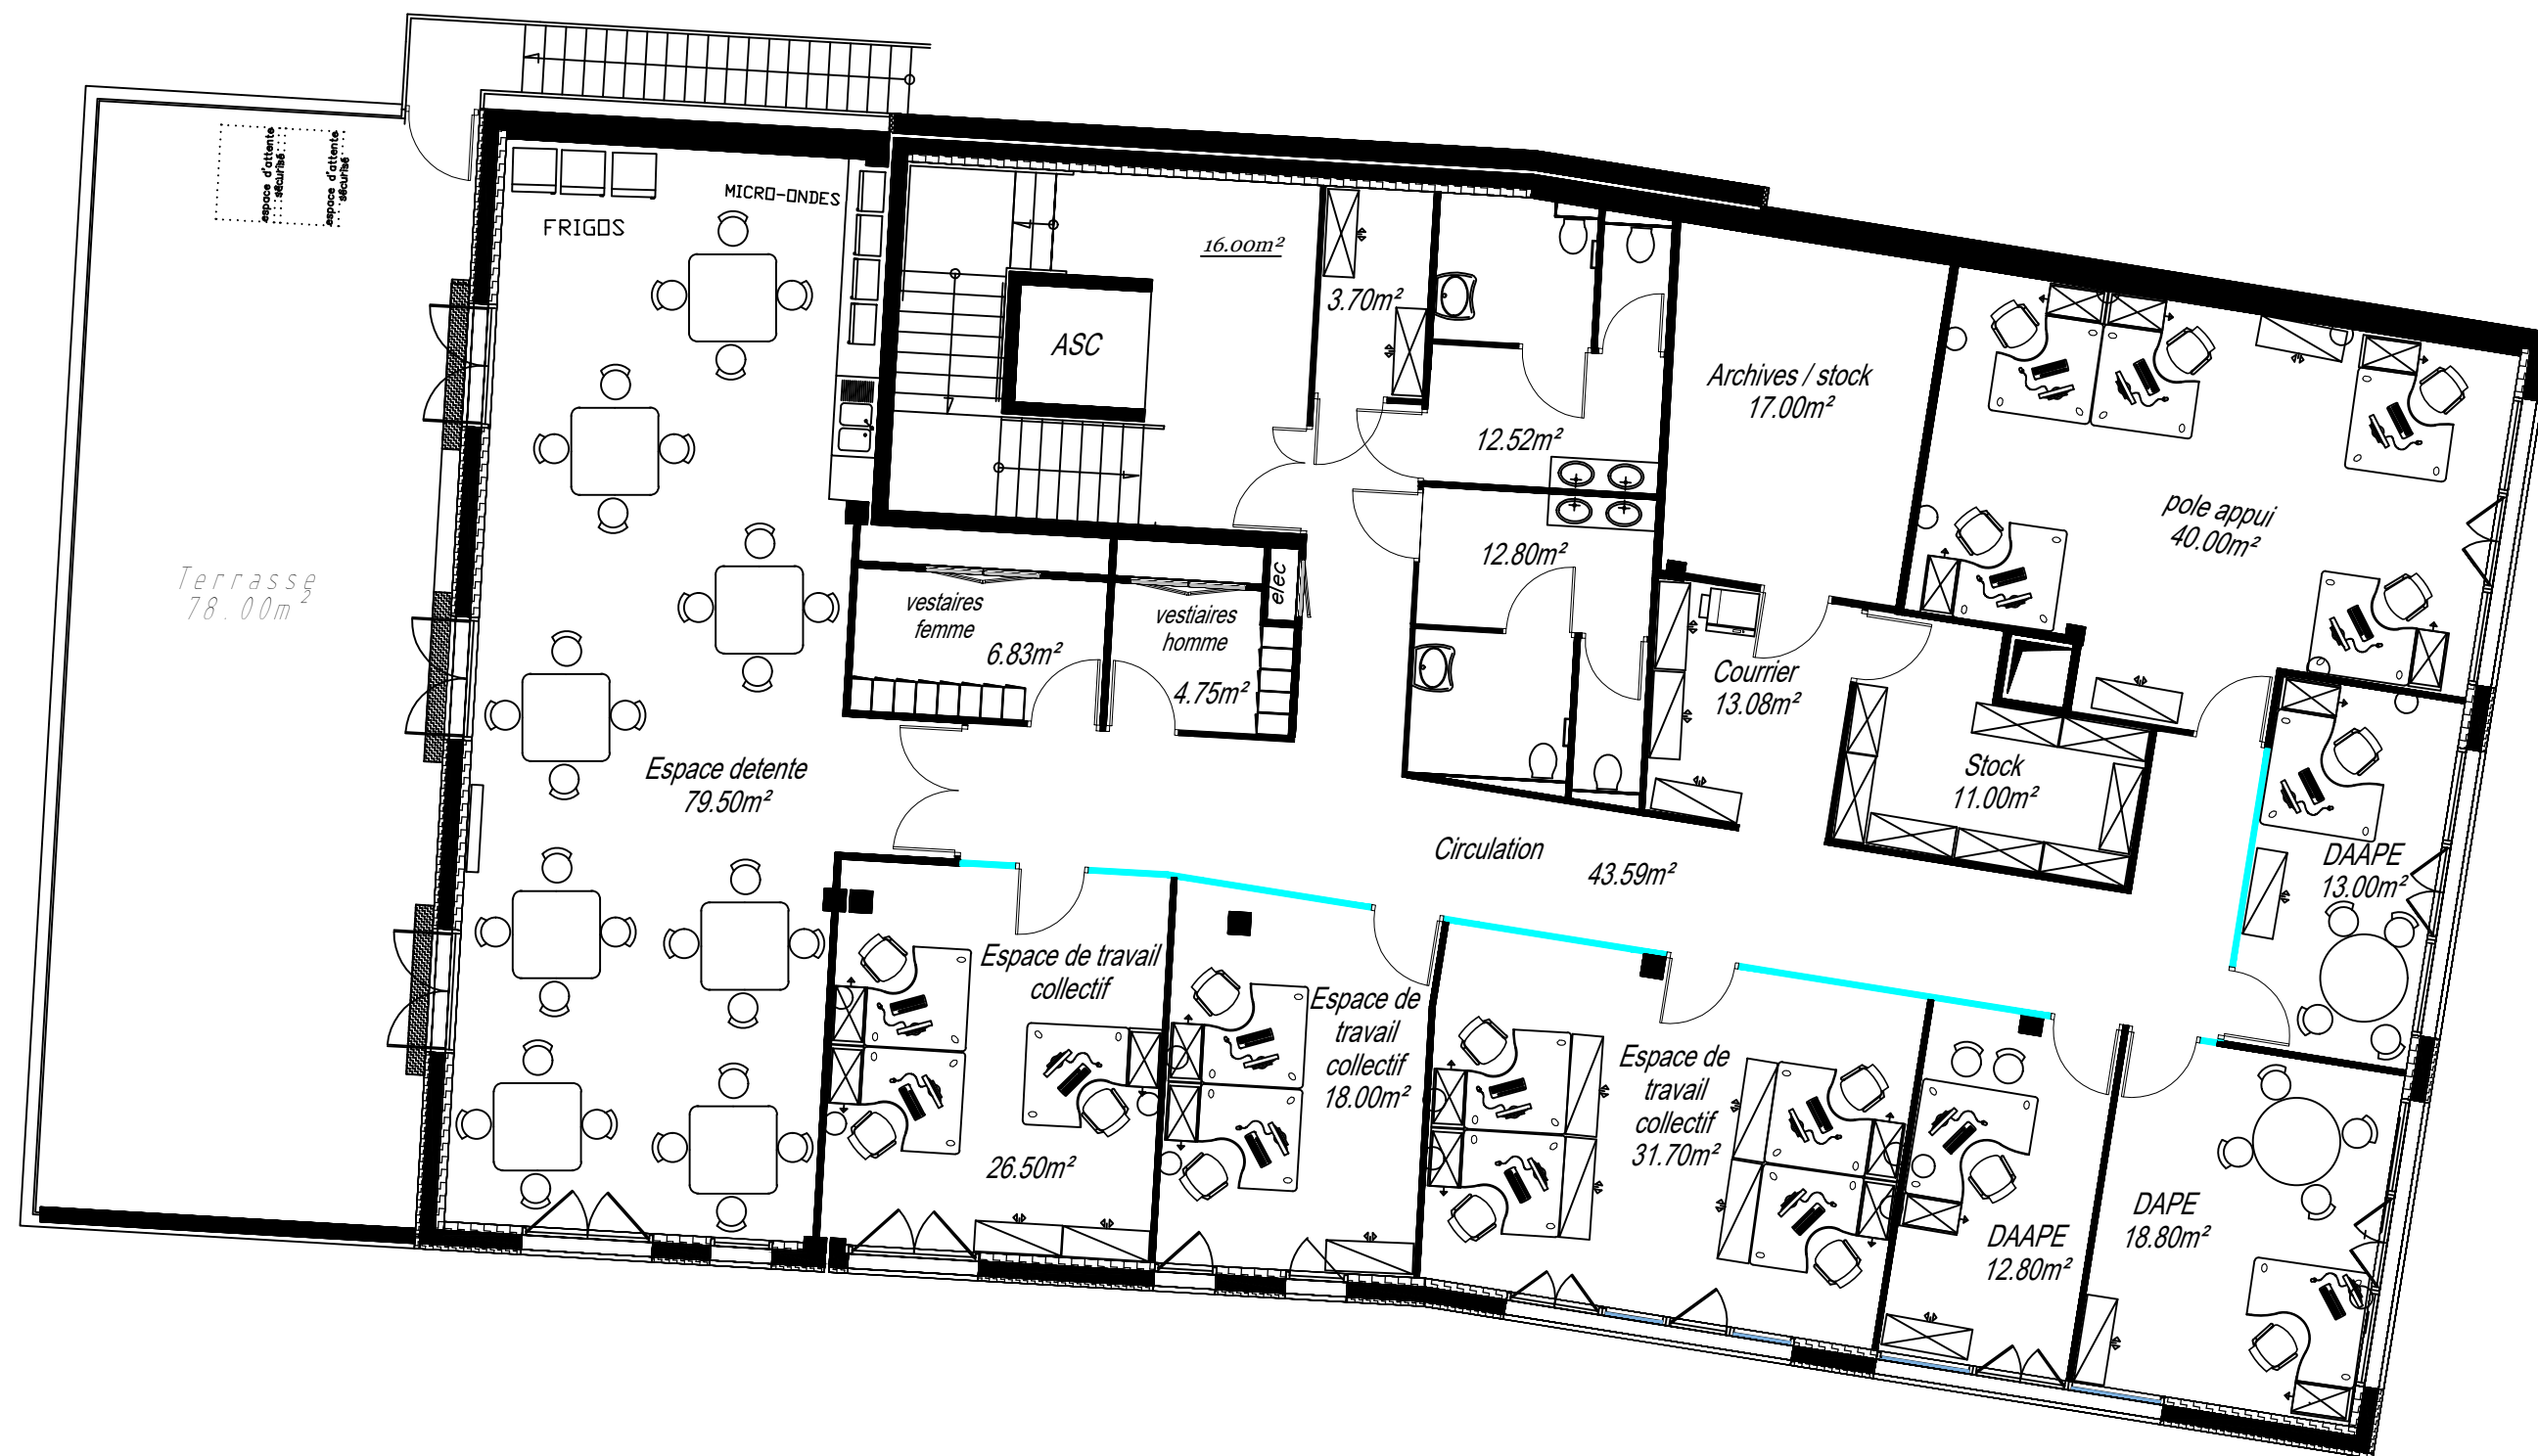 espace d'attente
sécurisé
espace d'attente
sécurisé
FRIGOS
MICRO-ONDES
16.00m²
3.70m²
ASC
Archives / stock
17.00m²
12.52m²
pole appui
40.00m²
12.80m²
Terrasse
78.00m²
elec
vestaires
femme
6.83m²
vestiaires
homme
4.75m²
Courrier
13.08m²
Espace detente
79.50m²
Stock
11.00m²
Circulation
43.59m²
DAAPE
13.00m²
Espace de travail
collectif
26.50m²
Espace de
travail
collectif
18.00m²
Espace de
travail
collectif
31.70m²
DAAPE
12.80m²
DAPE
18.80m²